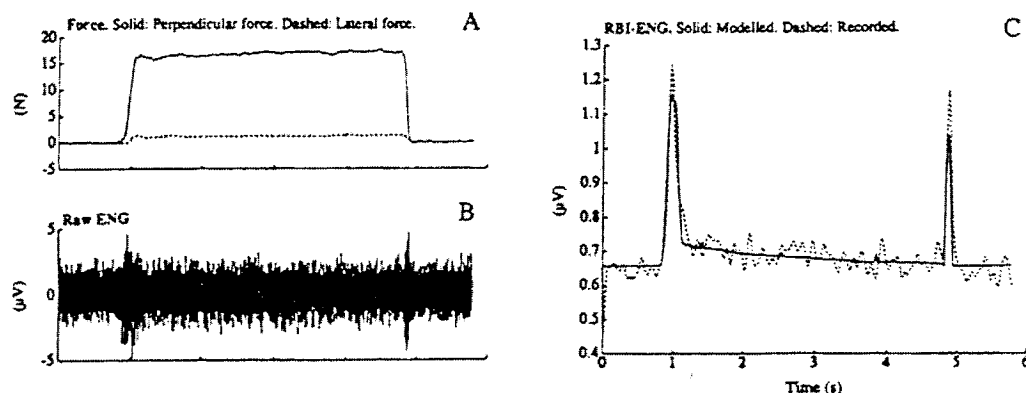 Force. Solid: Perpendicular force. Dashed: Lateral force.
A
20
15
10
5
0
-5
(N)
Raw ENG
B
5
0
-5
(µV)
RBI-ENG. Solid: Modelled. Dashed: Recorded.
C
1.3
1.2
1.1
1
0.9
0.8
0.7
0.6
0.5
0.4
(µV)
0 1 2 3 4 5 6
Time (s)